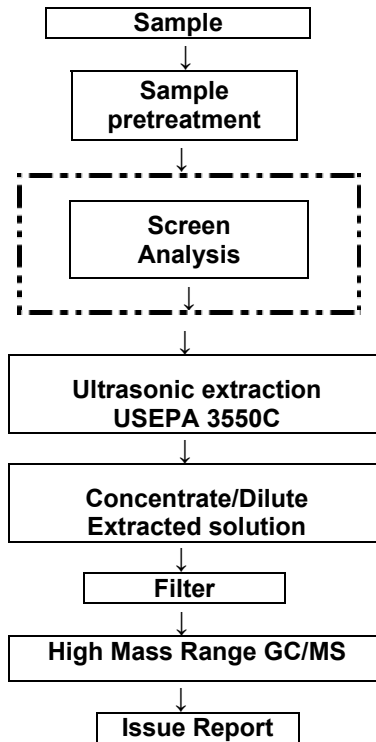 Sample
↓
Sample
pretreatment
↓
Screen
Analysis
↓
↓
Ultrasonic extraction
USEPA 3550C
↓
Concentrate/Dilute
Extracted solution
↓
Filter
↓
High Mass Range GC/MS
↓
Issue Report